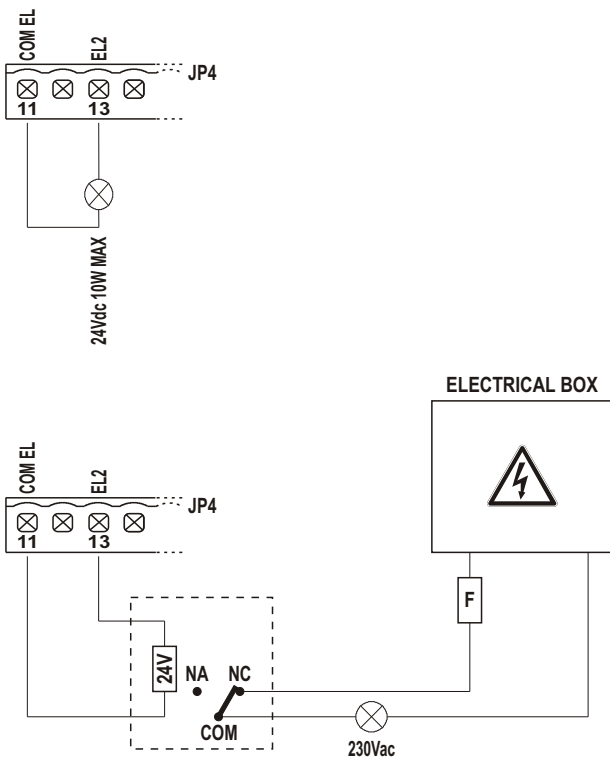 COM EL
EL2
JP4
11
13
24Vdc 10W MAX
ELECTRICAL BOX
COM EL
EL2
JP4
11
13
F
24V
NA
NC
COM
230Vac